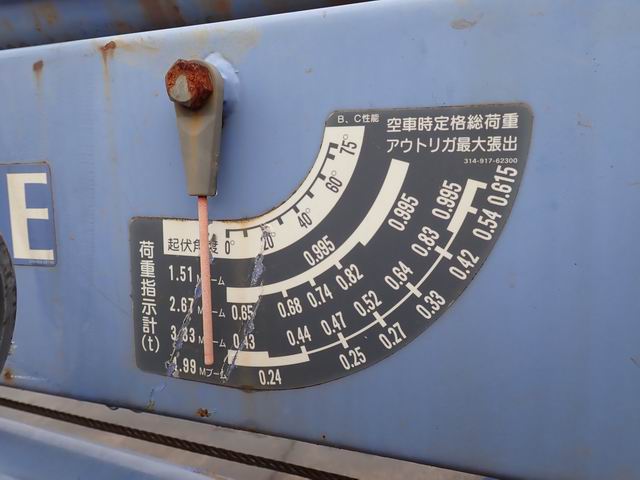 E
B、C性能
空車時定格総荷重
アウトリガ最大張出
314-917-62300
荷重指示計(t)
起伏角度 0° 20° 40° 60° 75°
1.51 Mブーム 0.995 0.995
2.67 Mブーム 0.65 0.68 0.74 0.82 0.995 0.995
3.83 Mブーム 0.43 0.44 0.47 0.52 0.64 0.83 0.995
4.99 Mブーム 0.24 0.25 0.27 0.33 0.42 0.54 0.615